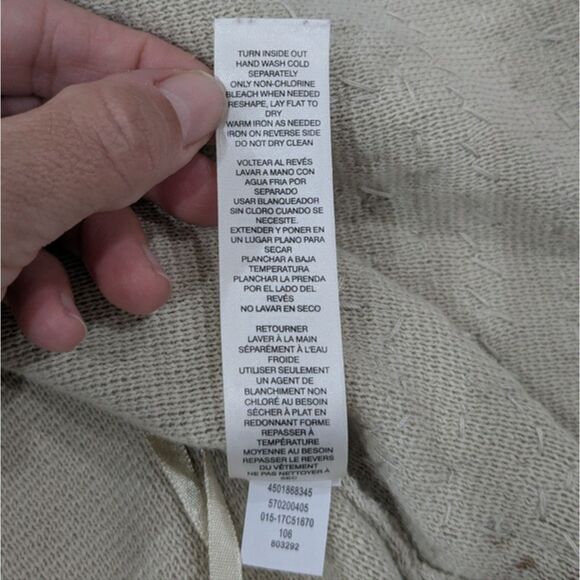 TURN INSIDE OUT
HAND WASH COLD
SEPARATELY
ONLY NON-CHLORINE
BLEACH WHEN NEEDED
RESHAPE, LAY FLAT TO
DRY
WARM IRON AS NEEDED
IRON ON REVERSE SIDE
DO NOT DRY CLEAN
VOLTEAR AL REVÉS
LAVAR A MANO CON
AGUA FRIA POR
SEPARADO
USAR BLANQUEADOR
SIN CLORO CUANDO SE
NECESITE.
EXTENDER Y PONER EN
UN LUGAR PLANO PARA
SECAR
PLANCHAR A BAJA
TEMPERATURA
PLANCHAR LA PRENDA
POR EL LADO DEL
REVÉS
NO LAVAR EN SECO
RETOURNER
LAVER À LA MAIN
SÉPARÉMENT À L'EAU
FROIDE
UTILISER SEULEMENT
UN AGENT DE
BLANCHIMENT NON
CHLORÉ AU BESOIN
SÉCHER À PLAT EN
REDONNANT FORME
REPASSER À
TEMPÉRATURE
MOYENNE AU BESOIN
REPASSER LE REVERS
DU VÊTEMENT
NE PAS NETTOYER À
SEC
4501868345
570200405
015-17C51670
106
803292